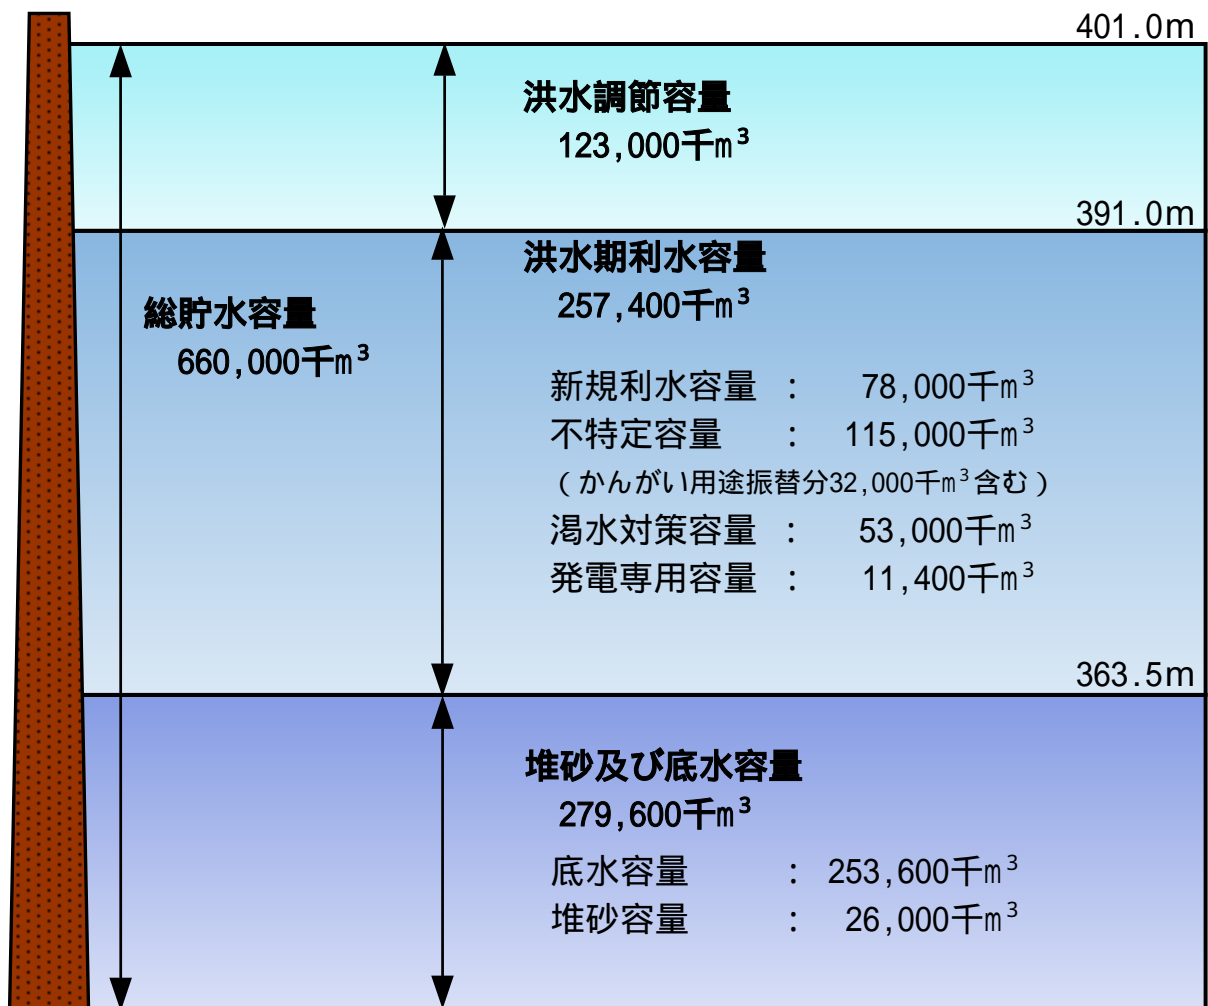 401.0m
洪水調節容量
123,000千m³
391.0m
洪水期利水容量
257,400千m³
総貯水容量
660,000千m³
新規利水容量 : 78,000千m³
不特定容量 : 115,000千m³
(かんがい用途振替分32,000千m³含む)
渇水対策容量 : 53,000千m³
発電専用容量 : 11,400千m³
363.5m
堆砂及び底水容量
279,600千m³
底水容量 : 253,600千m³
堆砂容量 : 26,000千m³